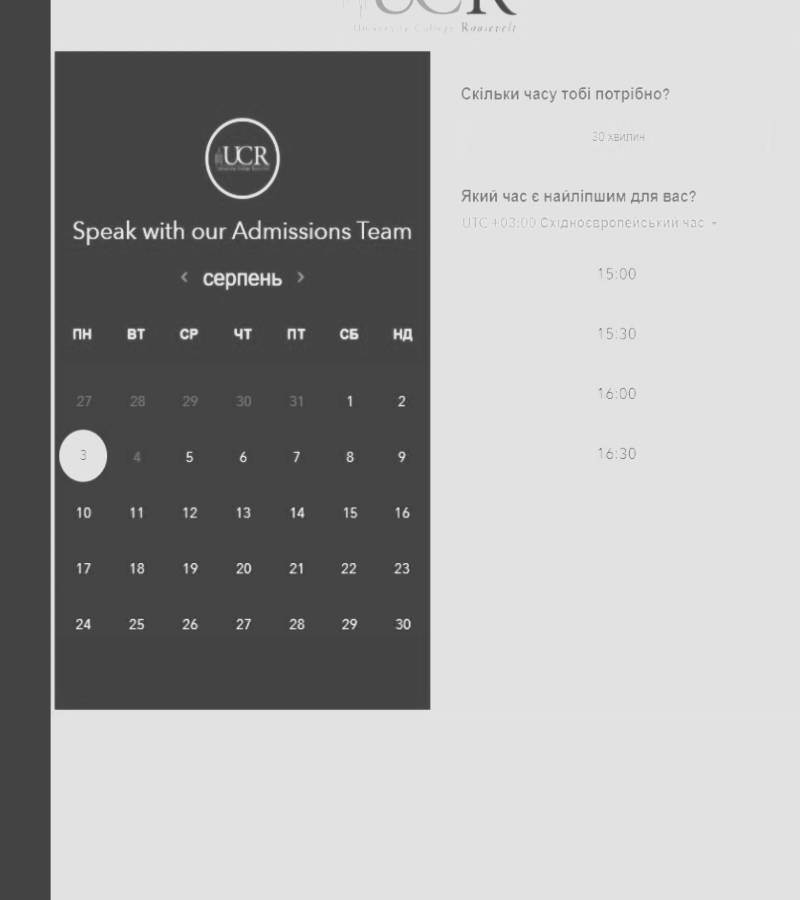 UCR
University College Roosevelt
UCR
Speak with our Admissions Team
< серпень >
ПН ВТ СР ЧТ ПТ СБ НД
27 28 29 30 31 1 2
3 4 5 6 7 8 9
10 11 12 13 14 15 16
17 18 19 20 21 22 23
24 25 26 27 28 29 30
Скільки часу тобі потрібно?
30 хвилин
Який час є найліпшим для вас?
UTC +03:00 Східноєвропейський час
15:00
15:30
16:00
16:30